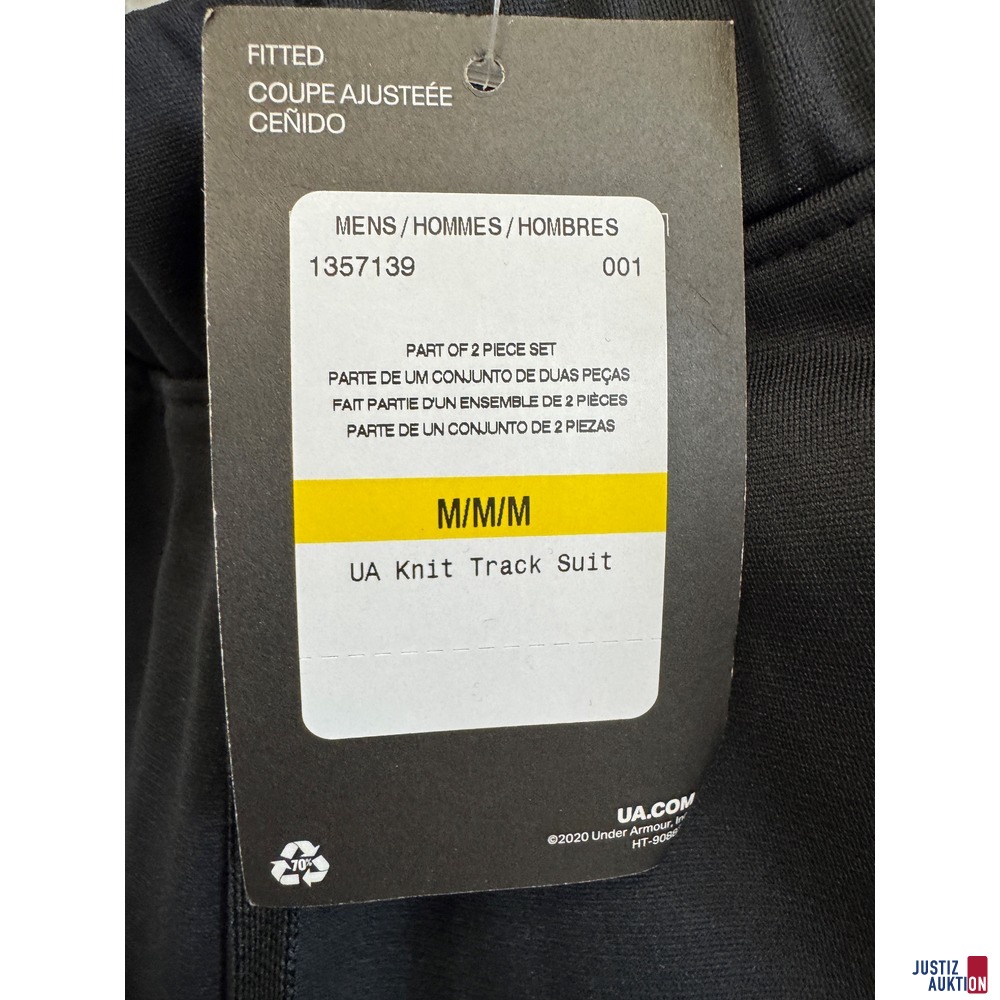 FITTED
COUPE AJUSTEÉE
CEÑIDO
MENS/HOMMES/HOMBRES
1357139 001
PART OF 2 PIECE SET
PARTE DE UM CONJUNTO DE DUAS PEÇAS
FAIT PARTIE D'UN ENSEMBLE DE 2 PIÈCES
PARTE DE UN CONJUNTO DE 2 PIEZAS
M/M/M
UA Knit Track Suit
UA.COM
©2020 Under Armour,
70%
JUSTIZ
AUKTION